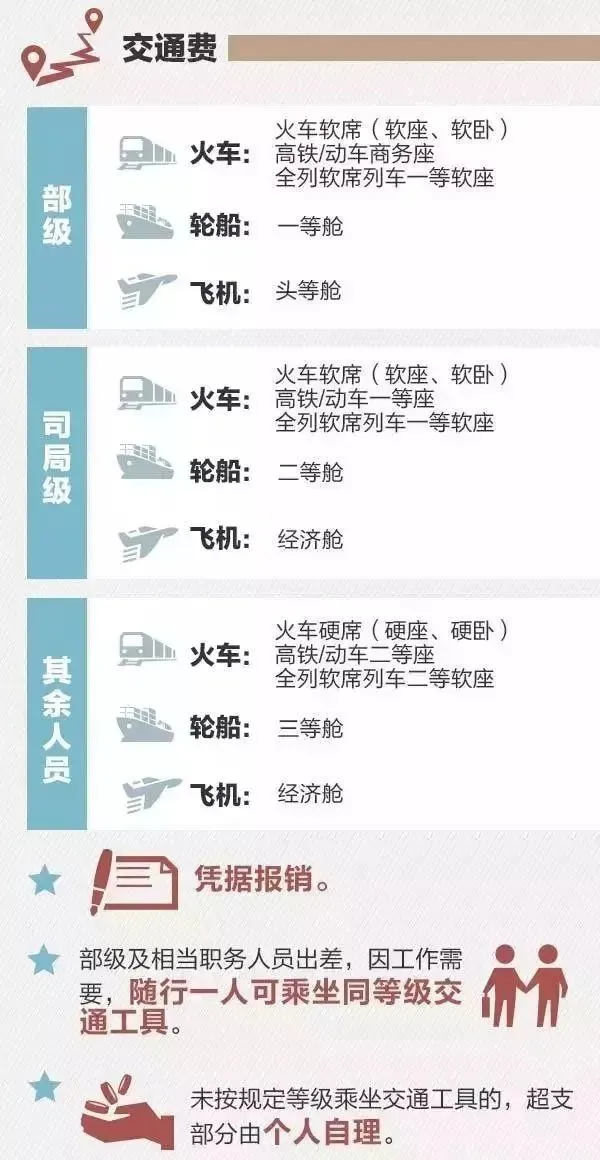 交通费
部级
火车：
火车软席（软座、软卧）
高铁/动车商务座
全列软席列车一等软座
轮船：
一等舱
飞机：
头等舱
司局级
火车：
火车软席（软座、软卧）
高铁/动车一等座
全列软席列车一等软座
轮船：
二等舱
飞机：
经济舱
其余人员
火车：
火车硬席（硬座、硬卧）
高铁/动车二等座
全列软席列车二等软座
轮船：
三等舱
飞机：
经济舱
凭据报销。
部级及相当职务人员出差，因工作需
要，随行一人可乘坐同等级交
通工具。
未按规定等级乘坐交通工具的，超支
部分由个人自理。